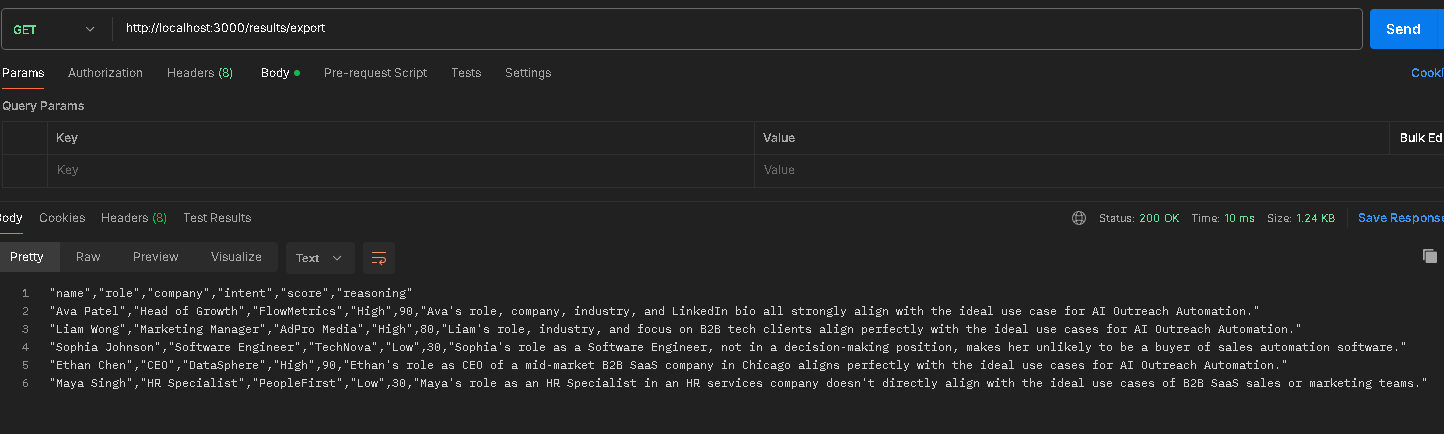 GET http://localhost:3000/results/export Send
Params Authorization Headers (8) Body Pre-request Script Tests Settings Cooki
Query Params
Key Value Bulk Ed
Key Value
Body Cookies Headers (8) Test Results Status: 200 OK Time: 10 ms Size: 1.24 KB Save Response
Pretty Raw Preview Visualize Text
1 "name","role","company","intent","score","reasoning"
2 "Ava Patel","Head of Growth","FlowMetrics","High",90,"Ava's role, company, industry, and LinkedIn bio all strongly align with the ideal use case for AI Outreach Automation."
3 "Liam Wong","Marketing Manager","AdPro Media","High",80,"Liam's role, industry, and focus on B2B tech clients align perfectly with the ideal use cases for AI Outreach Automation."
4 "Sophia Johnson","Software Engineer","TechNova","Low",30,"Sophia's role as a Software Engineer, not in a decision-making position, makes her unlikely to be a buyer of sales automation software."
5 "Ethan Chen","CEO","DataSphere","High",90,"Ethan's role as CEO of a mid-market B2B SaaS company in Chicago aligns perfectly with the ideal use cases for AI Outreach Automation."
6 "Maya Singh","HR Specialist","PeopleFirst","Low",30,"Maya's role as an HR Specialist in an HR services company doesn't directly align with the ideal use cases of B2B SaaS sales or marketing teams."